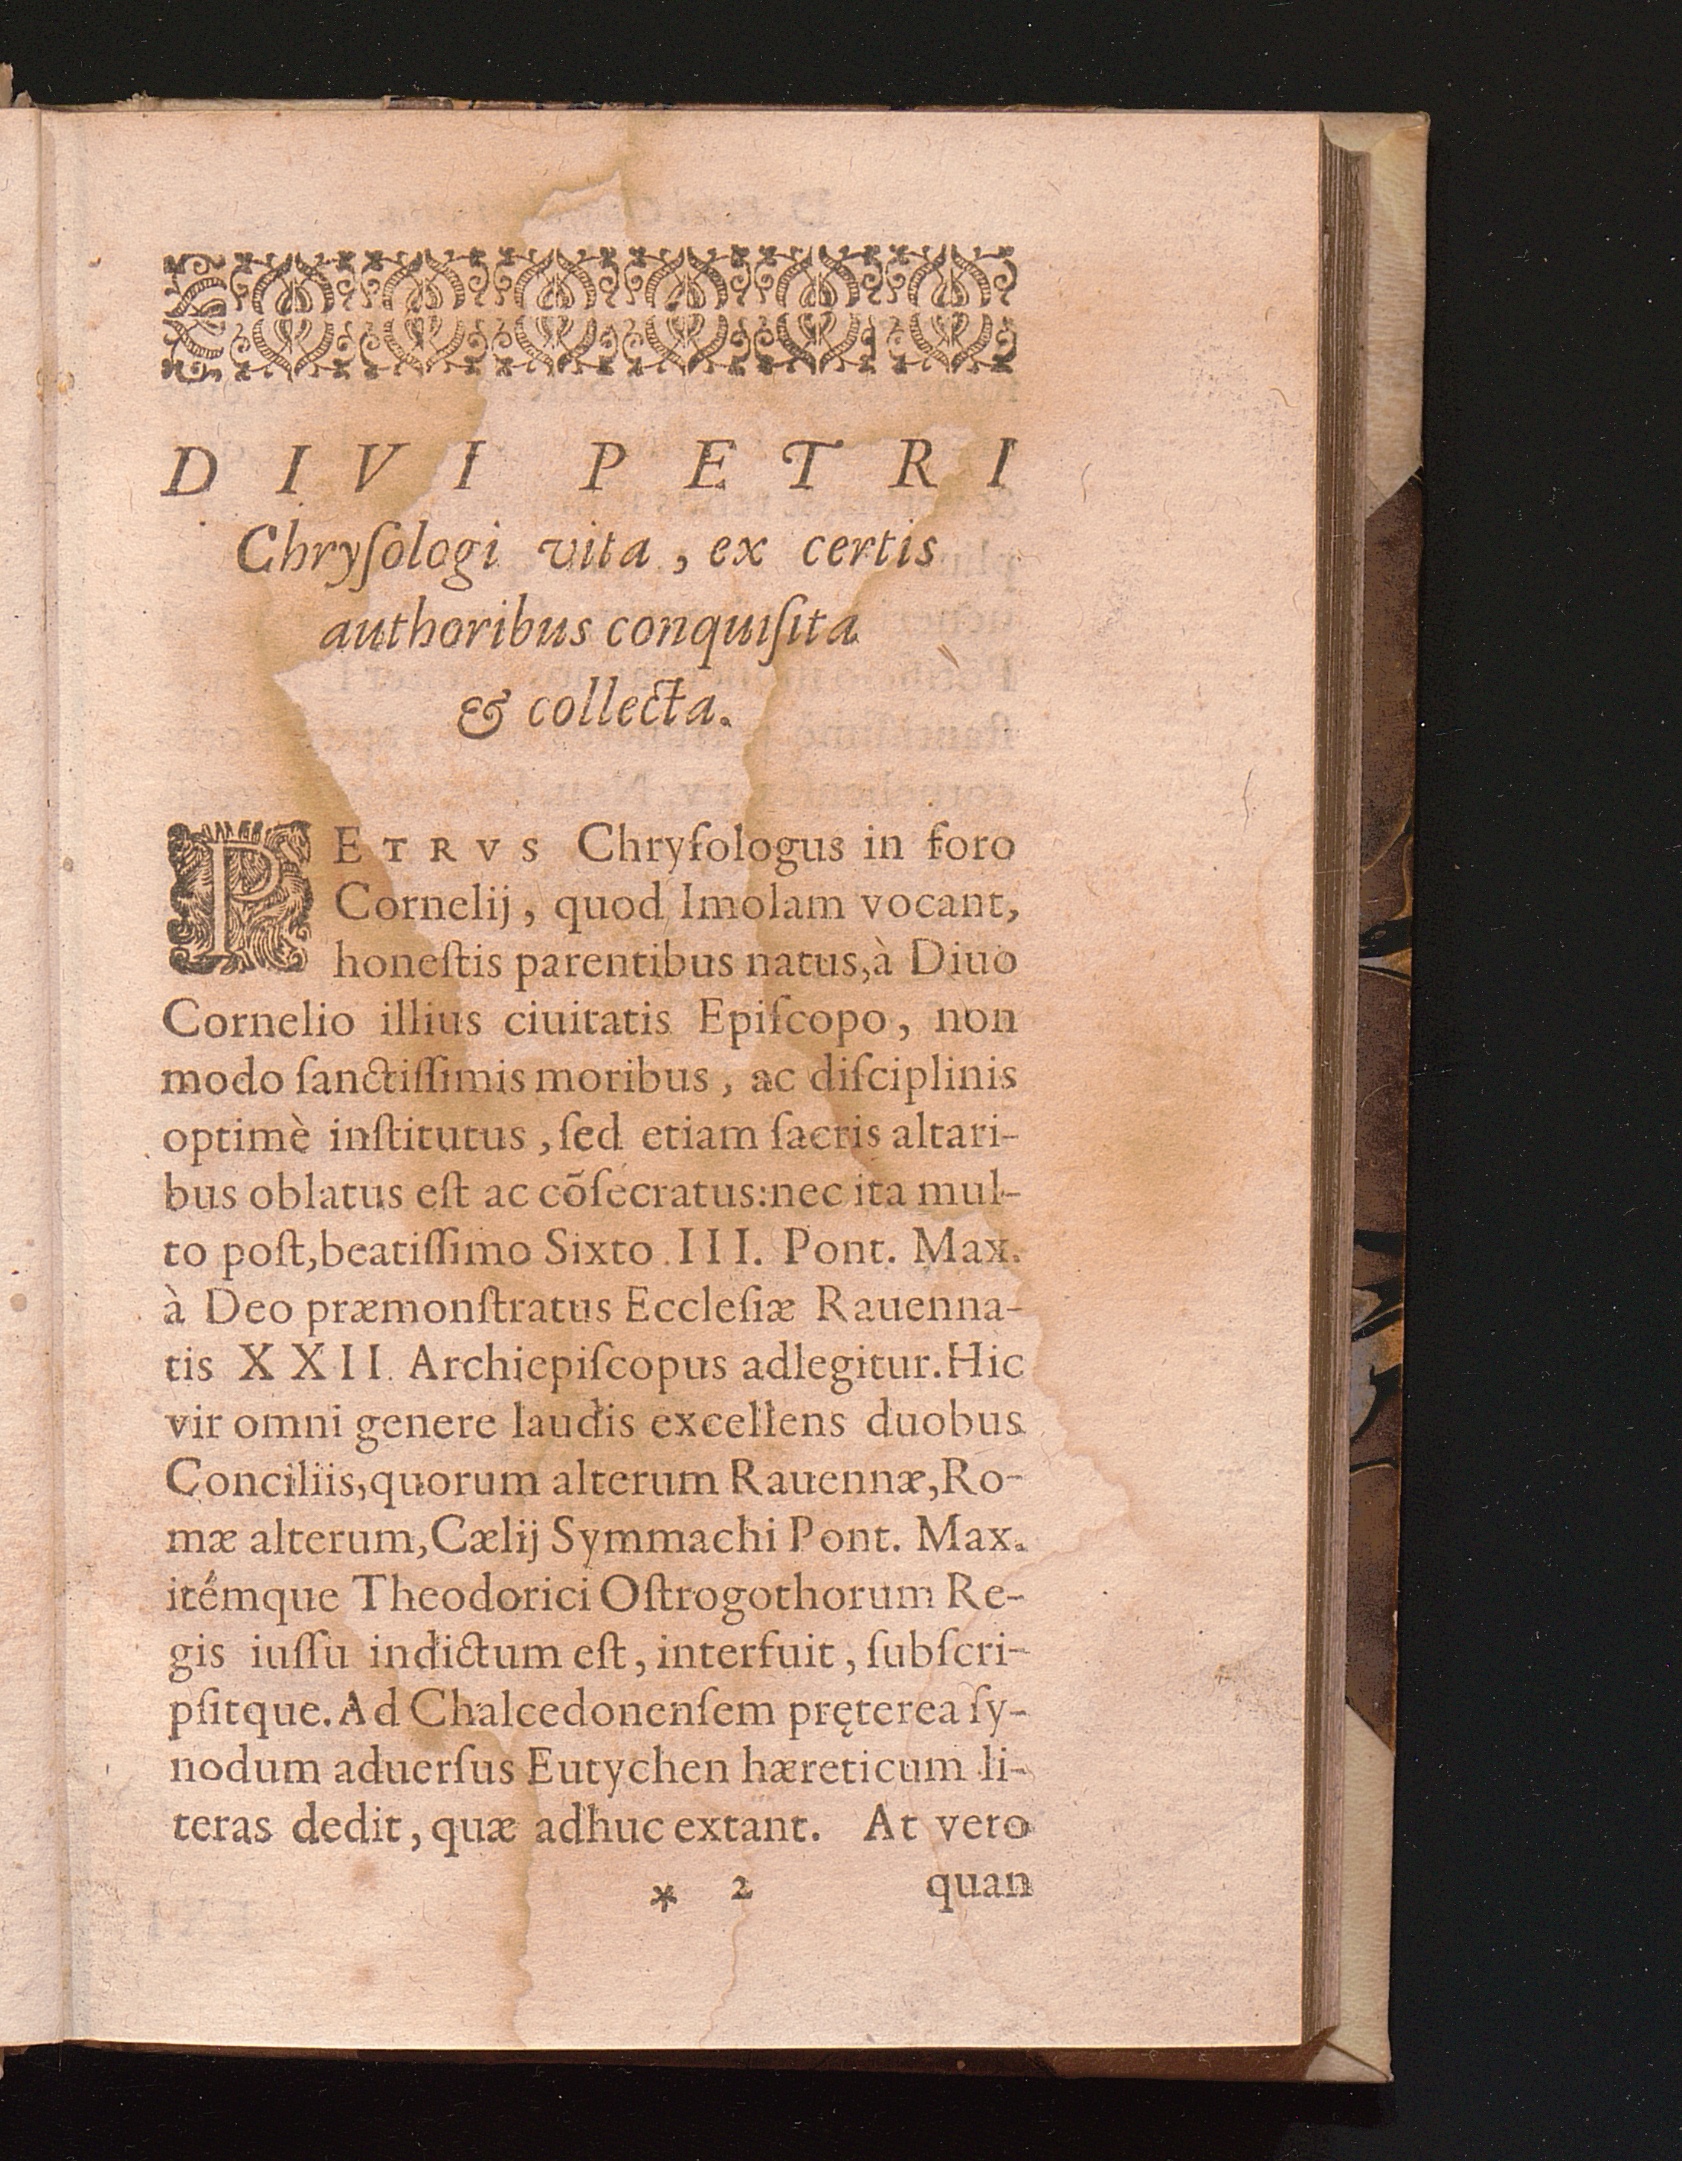 DIVI PETRI
Chryſologi vita, ex certis
authoribus conquiſita
& collecta.
PETRVS Chryſologus in foro
Cornelij, quod Imolam vocant,
honeſtis parentibus natus, à Diuo
Cornelio illius ciuitatis Epiſcopo, non
modo ſanctiſſimis moribus, ac diſciplinis
optimè inſtitutus, ſed etiam ſacris altari-
bus oblatus eſt ac cõſecratus: nec ita mul-
to poſt, beatiſſimo Sixto III. Pont. Max.
à Deo præmonſtratus Eccleſiæ Rauenna-
tis XXII. Archiepiſcopus adlegitur. Hic
vir omni genere laudis excellens duobus
Conciliis, quorum alterum Rauennæ, Ro-
mæ alterum, Cælij Symmachi Pont. Max.
itémque Theodorici Oſtrogothorum Re-
gis iuſſu indictum eſt, interfuit, ſubſcri-
pſitque. Ad Chalcedonenſem pręterea ſy-
nodum aduerſus Eutychen hæreticum li-
teras dedit, quæ adhuc extant. At vero
* 2 quan